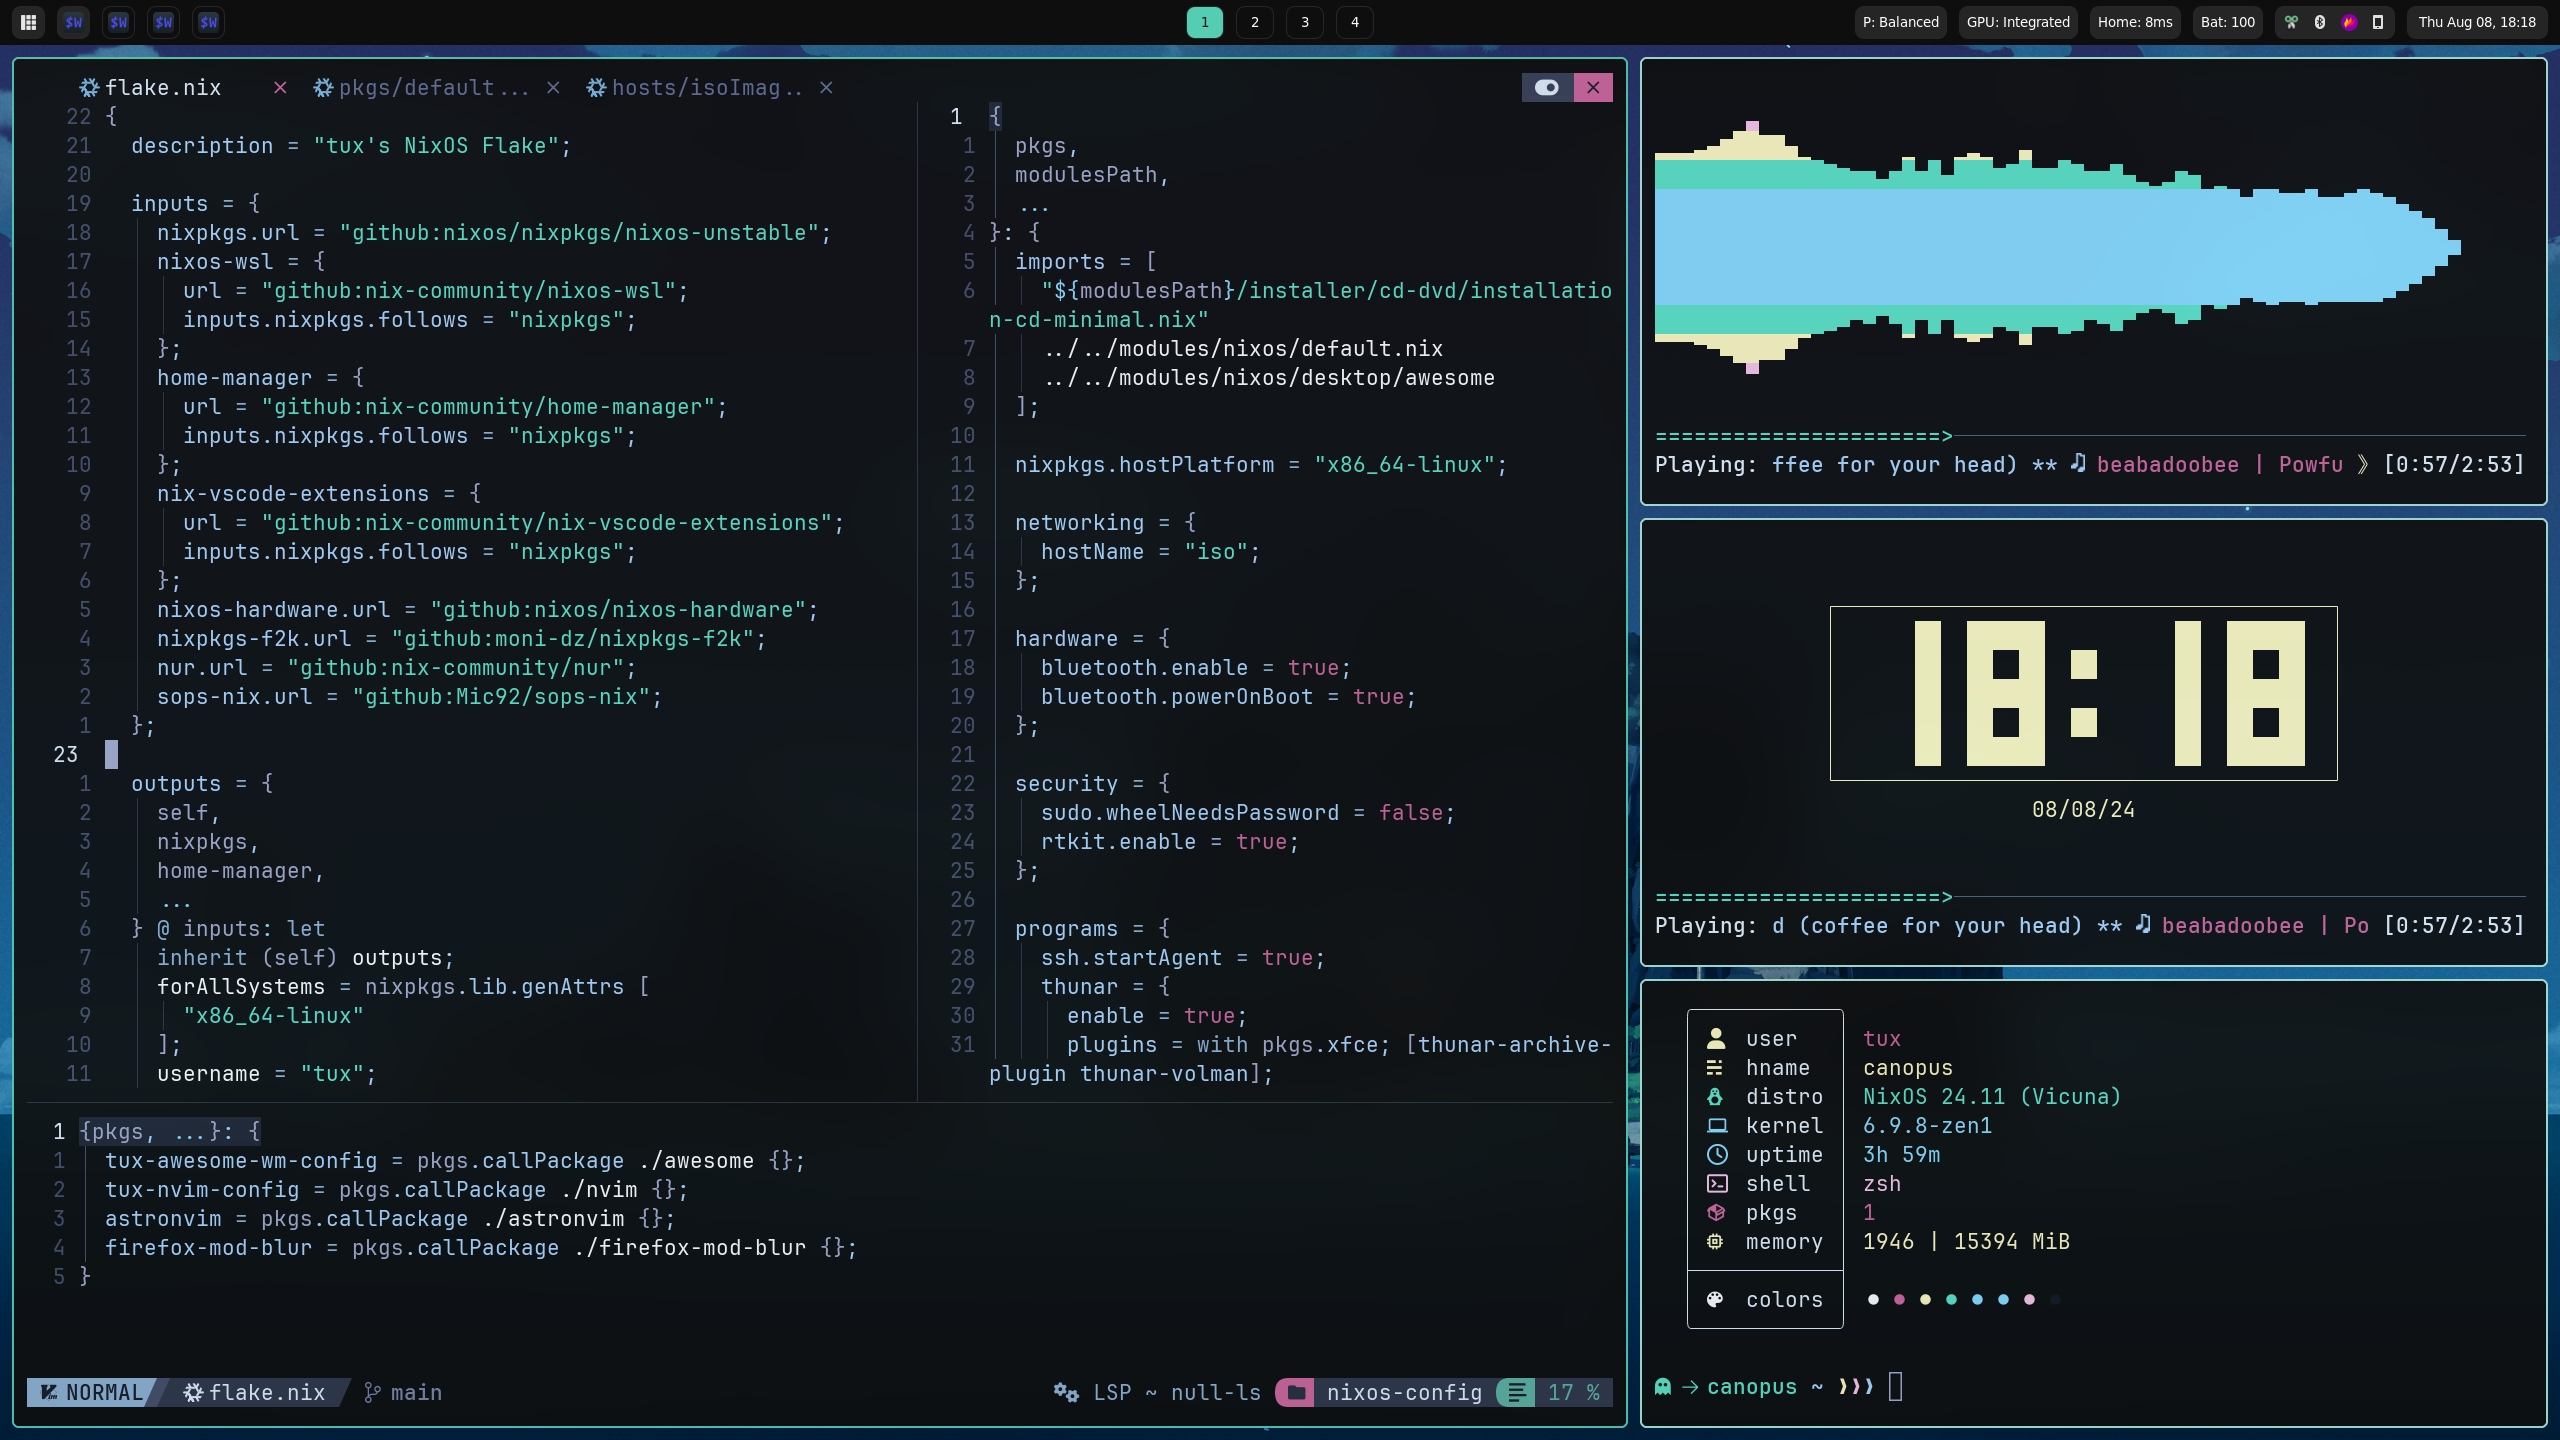 $W $W $W $W 1 2 3 4 P: Balanced GPU: Integrated Home: 8ms Bat: 100 Thu Aug 08, 18:18
flake.nix × pkgs/default... × hosts/isoImag.. ×
22 {
21 description = "tux's NixOS Flake";
20
19 inputs = {
18 nixpkgs.url = "github:nixos/nixpkgs/nixos-unstable";
17 nixos-wsl = {
16 url = "github:nix-community/nixos-wsl";
15 inputs.nixpkgs.follows = "nixpkgs";
14 };
13 home-manager = {
12 url = "github:nix-community/home-manager";
11 inputs.nixpkgs.follows = "nixpkgs";
10 };
9 nix-vscode-extensions = {
8 url = "github:nix-community/nix-vscode-extensions";
7 inputs.nixpkgs.follows = "nixpkgs";
6 };
5 nixos-hardware.url = "github:nixos/nixos-hardware";
4 nixpkgs-f2k.url = "github:moni-dz/nixpkgs-f2k";
3 nur.url = "github:nix-community/nur";
2 sops-nix.url = "github:Mic92/sops-nix";
1 };
23
1 outputs = {
2 self,
3 nixpkgs,
4 home-manager,
5 ...
6 } @ inputs: let
7 inherit (self) outputs;
8 forAllSystems = nixpkgs.lib.genAttrs [
9 "x86_64-linux"
10 ];
11 username = "tux";
1 {
1 pkgs,
2 modulesPath,
3 ...
4 }: {
5 imports = [
6 "${modulesPath}/installer/cd-dvd/installatio
n-cd-minimal.nix"
7 ../../modules/nixos/default.nix
8 ../../modules/nixos/desktop/awesome
9 ];
10
11 nixpkgs.hostPlatform = "x86_64-linux";
12
13 networking = {
14 hostName = "iso";
15 };
16
17 hardware = {
18 bluetooth.enable = true;
19 bluetooth.powerOnBoot = true;
20 };
21
22 security = {
23 sudo.wheelNeedsPassword = false;
24 rtkit.enable = true;
25 };
26
27 programs = {
28 ssh.startAgent = true;
29 thunar = {
30 enable = true;
31 plugins = with pkgs.xfce; [thunar-archive-
plugin thunar-volman];
1 {pkgs, ...}: {
1 tux-awesome-wm-config = pkgs.callPackage ./awesome {};
2 tux-nvim-config = pkgs.callPackage ./nvim {};
3 astronvim = pkgs.callPackage ./astronvim {};
4 firefox-mod-blur = pkgs.callPackage ./firefox-mod-blur {};
5 }
NORMAL flake.nix main LSP ~ null-ls nixos-config 17 %
======================>
Playing: ffee for your head) ** ♫ beabadoobee | Powfu 》 [0:57/2:53]
18:18
08/08/24
======================>
Playing: d (coffee for your head) ** ♫ beabadoobee | Po [0:57/2:53]
user tux
hname canopus
distro NixOS 24.11 (Vicuna)
kernel 6.9.8-zen1
uptime 3h 59m
shell zsh
pkgs 1
memory 1946 | 15394 MiB
colors
→ canopus ~ ❯❯❯